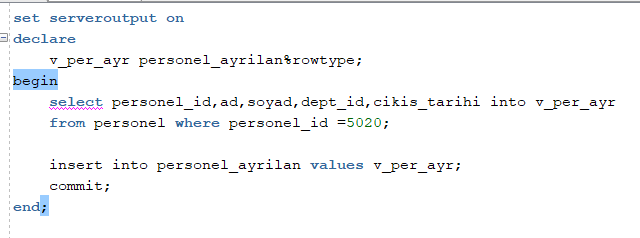 set serveroutput on
declare
v_per_ayr personel_ayrilan%rowtype;
begin
select personel_id,ad,soyad,dept_id,cikis_tarihi into v_per_ayr
from personel where personel_id =5020;
insert into personel_ayrilan values v_per_ayr;
commit;
end;